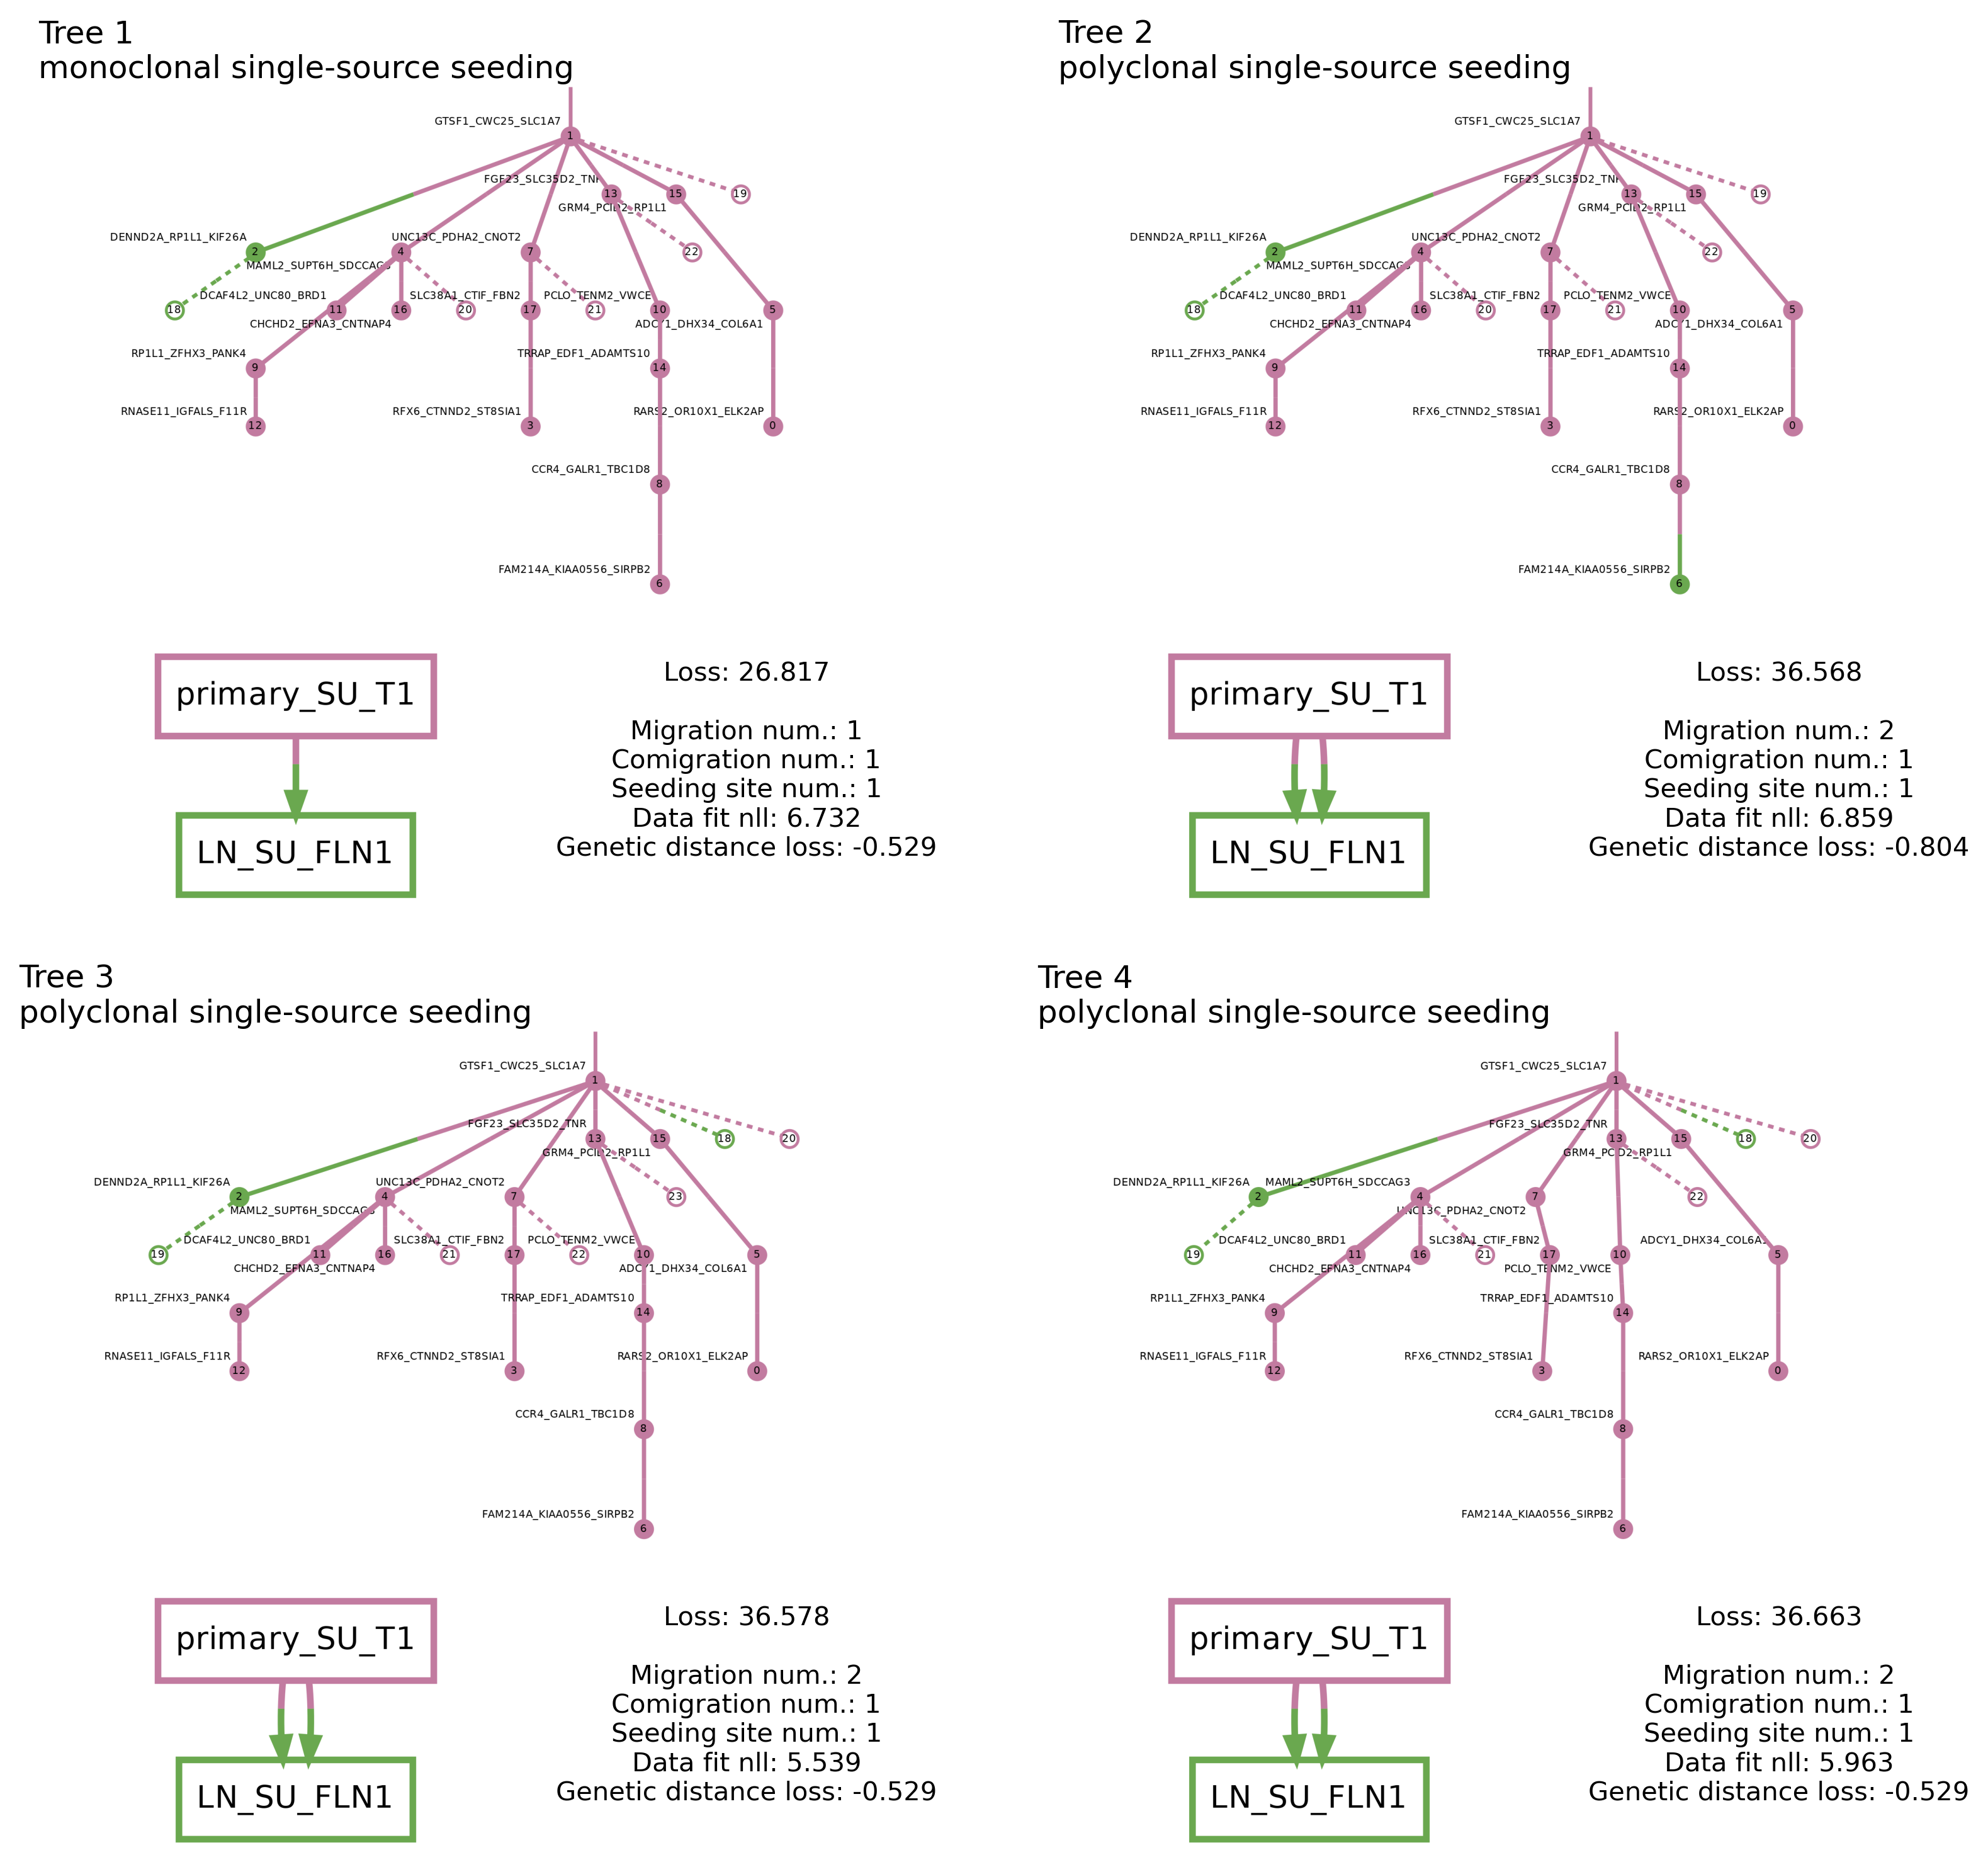 Tree 1
monoclonal single-source seeding
GTSF1_CWC25_SLC1A7
1
FGF23_SLC35D2_TNR
13
15
19
GRM4_PCID2_RP1L1
DENND2A_RP1L1_KIF26A
UNC13C_PDHA2_CNOT2
2
4
7
22
MAML2_SUPT6H_SDCCAG3
DCAF4L2_UNC80_BRD1
SLC38A1_CTIF_FBN2
PCLO_TENM2_VWCE
18
11
16
20
17
21
10
5
CHCHD2_EFNA3_CNTNAP4
ADCY1_DHX34_COL6A1
RP1L1_ZFHX3_PANK4
TRRAP_EDF1_ADAMTS10
9
14
RNASE11_IGFALS_F11R
RFX6_CTNND2_ST8SIA1
RARS2_OR10X1_ELK2AP
12
3
0
CCR4_GALR1_TBC1D8
8
FAM214A_KIAA0556_SIRPB2
6
primary_SU_T1
LN_SU_FLN1
Loss: 26.817
Migration num.: 1
Comigration num.: 1
Seeding site num.: 1
Data fit nll: 6.732
Genetic distance loss: -0.529
Tree 2
polyclonal single-source seeding
GTSF1_CWC25_SLC1A7
1
FGF23_SLC35D2_TNR
13
15
19
GRM4_PCID2_RP1L1
DENND2A_RP1L1_KIF26A
UNC13C_PDHA2_CNOT2
2
4
7
22
MAML2_SUPT6H_SDCCAG3
DCAF4L2_UNC80_BRD1
SLC38A1_CTIF_FBN2
PCLO_TENM2_VWCE
18
11
16
20
17
21
10
5
CHCHD2_EFNA3_CNTNAP4
ADCY1_DHX34_COL6A1
RP1L1_ZFHX3_PANK4
TRRAP_EDF1_ADAMTS10
9
14
RNASE11_IGFALS_F11R
RFX6_CTNND2_ST8SIA1
RARS2_OR10X1_ELK2AP
12
3
0
CCR4_GALR1_TBC1D8
8
FAM214A_KIAA0556_SIRPB2
6
primary_SU_T1
LN_SU_FLN1
Loss: 36.568
Migration num.: 2
Comigration num.: 1
Seeding site num.: 1
Data fit nll: 6.859
Genetic distance loss: -0.804
Tree 3
polyclonal single-source seeding
GTSF1_CWC25_SLC1A7
1
FGF23_SLC35D2_TNR
13
15
18
20
GRM4_PCID2_RP1L1
DENND2A_RP1L1_KIF26A
UNC13C_PDHA2_CNOT2
2
4
7
23
MAML2_SUPT6H_SDCCAG3
DCAF4L2_UNC80_BRD1
SLC38A1_CTIF_FBN2
PCLO_TENM2_VWCE
19
11
16
21
17
22
10
5
CHCHD2_EFNA3_CNTNAP4
ADCY1_DHX34_COL6A1
RP1L1_ZFHX3_PANK4
TRRAP_EDF1_ADAMTS10
9
14
RNASE11_IGFALS_F11R
RFX6_CTNND2_ST8SIA1
RARS2_OR10X1_ELK2AP
12
3
0
CCR4_GALR1_TBC1D8
8
FAM214A_KIAA0556_SIRPB2
6
primary_SU_T1
LN_SU_FLN1
Loss: 36.578
Migration num.: 2
Comigration num.: 1
Seeding site num.: 1
Data fit nll: 5.539
Genetic distance loss: -0.529
Tree 4
polyclonal single-source seeding
GTSF1_CWC25_SLC1A7
1
FGF23_SLC35D2_TNR
13
15
18
20
GRM4_PCID2_RP1L1
DENND2A_RP1L1_KIF26A
MAML2_SUPT6H_SDCCAG3
2
4
7
22
UNC13C_PDHA2_CNOT2
DCAF4L2_UNC80_BRD1
SLC38A1_CTIF_FBN2
ADCY1_DHX34_COL6A1
19
11
16
21
17
10
5
CHCHD2_EFNA3_CNTNAP4
PCLO_TENM2_VWCE
RP1L1_ZFHX3_PANK4
TRRAP_EDF1_ADAMTS10
9
14
RNASE11_IGFALS_F11R
RFX6_CTNND2_ST8SIA1
RARS2_OR10X1_ELK2AP
12
3
0
CCR4_GALR1_TBC1D8
8
FAM214A_KIAA0556_SIRPB2
6
primary_SU_T1
LN_SU_FLN1
Loss: 36.663
Migration num.: 2
Comigration num.: 1
Seeding site num.: 1
Data fit nll: 5.963
Genetic distance loss: -0.529